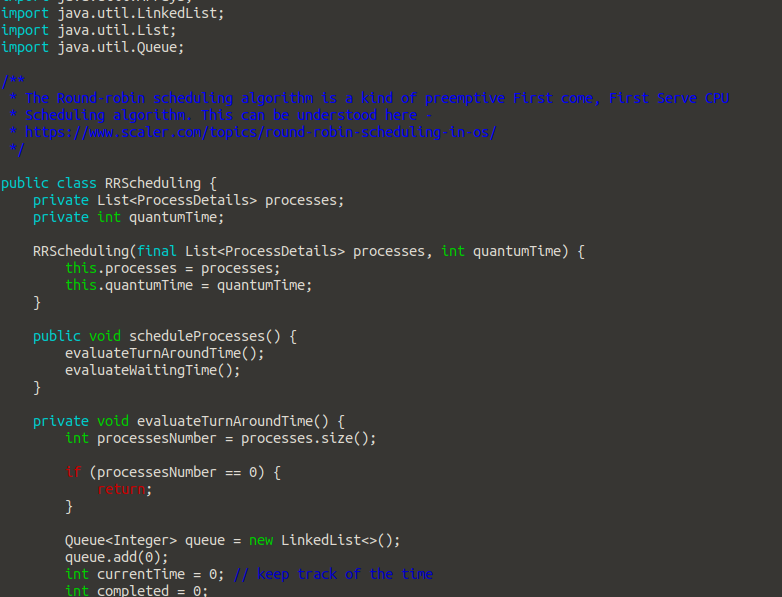 import java.util.Arrays;
import java.util.LinkedList;
import java.util.List;
import java.util.Queue;
/**
 * The Round-robin scheduling algorithm is a kind of preemptive First come, First Serve CPU
 * Scheduling algorithm. This can be understood here -
 * https://www.scaler.com/topics/round-robin-scheduling-in-os/
 */
public class RRScheduling {
    private List<ProcessDetails> processes;
    private int quantumTime;
    RRScheduling(final List<ProcessDetails> processes, int quantumTime) {
        this.processes = processes;
        this.quantumTime = quantumTime;
    }
    public void scheduleProcesses() {
        evaluateTurnAroundTime();
        evaluateWaitingTime();
    }
    private void evaluateTurnAroundTime() {
        int processesNumber = processes.size();
        if (processesNumber == 0) {
            return;
        }
        Queue<Integer> queue = new LinkedList<>();
        queue.add(0);
        int currentTime = 0; // keep track of the time
        int completed = 0;